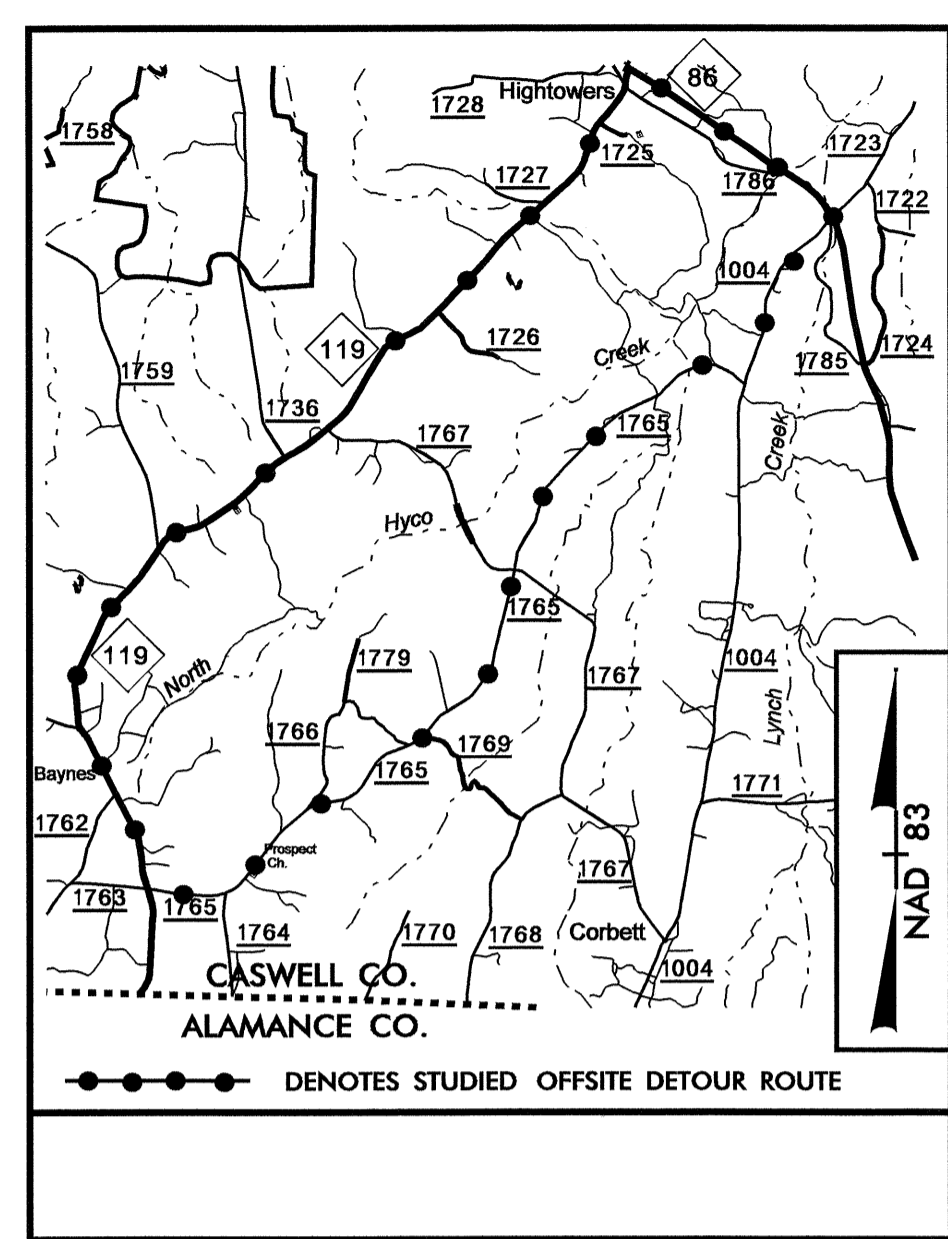 86
Hightowers
1728
1758
1723
1725
1727
1786
1722
1004
119
1726
Creek
1724
1785
1759
1736
1765
1767
Creek
Hyco
1765
119
1779
1004
North
1767
Lynch
1766
1769
Baynes
1765
1771
1762
Prospect
Ch.
1767
1763
1765
1764
1770
1768
Corbett
1004
NAD 83
CASWELL CO.
ALAMANCE CO.
DENOTES STUDIED OFFSITE DETOUR ROUTE